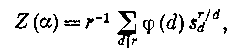 Z (α) = r⁻¹ ∑_{d|r} φ (d) s_d^{r/d},